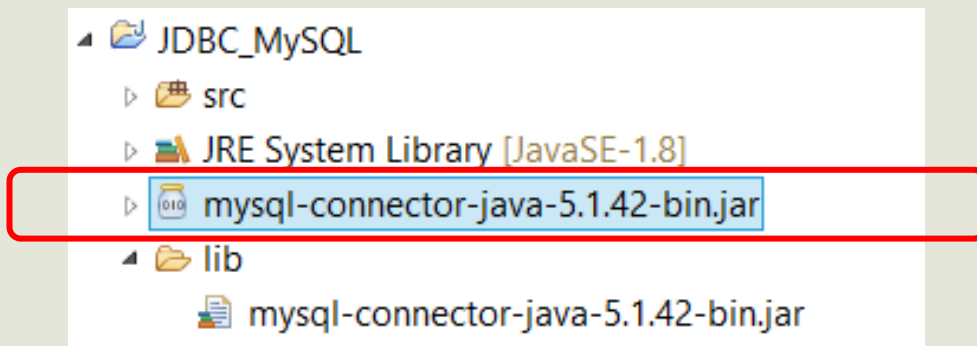 JDBC_MySQL
src
JRE System Library [JavaSE-1.8]
mysql-connector-java-5.1.42-bin.jar
lib
mysql-connector-java-5.1.42-bin.jar